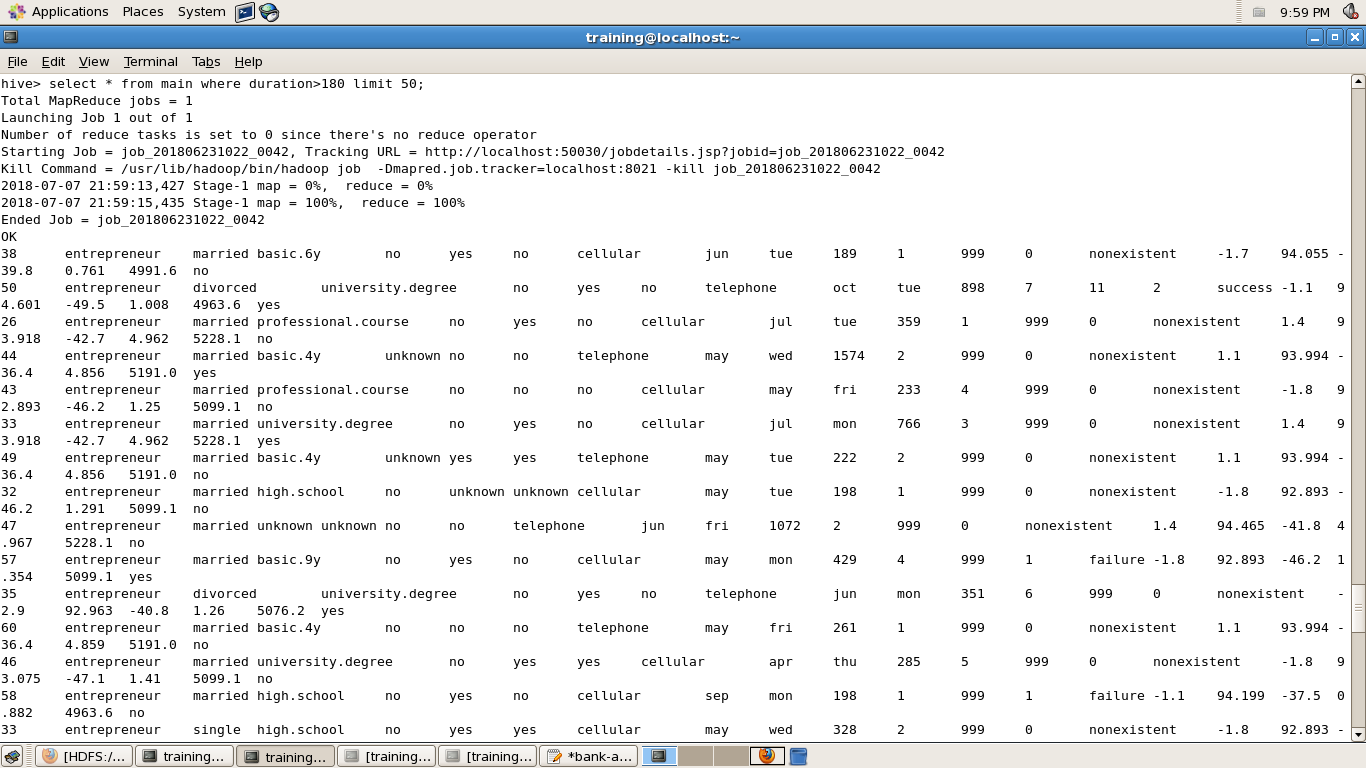 Applications Places System 9:59 PM
training@localhost:~
File Edit View Terminal Tabs Help
hive> select * from main where duration>180 limit 50;
Total MapReduce jobs = 1
Launching Job 1 out of 1
Number of reduce tasks is set to 0 since there's no reduce operator
Starting Job = job_201806231022_0042, Tracking URL = http://localhost:50030/jobdetails.jsp?jobid=job_201806231022_0042
Kill Command = /usr/lib/hadoop/bin/hadoop job  -Dmapred.job.tracker=localhost:8021 -kill job_201806231022_0042
2018-07-07 21:59:13,427 Stage-1 map = 0%,  reduce = 0%
2018-07-07 21:59:15,435 Stage-1 map = 100%,  reduce = 100%
Ended Job = job_201806231022_0042
OK
38 entrepreneur married basic.6y no yes no cellular jun tue 189 1 999 0 nonexistent -1.7 94.055 -
39.8 0.761 4991.6 no
50 entrepreneur divorced university.degree no yes no telephone oct tue 898 7 11 2 success -1.1 9
4.601 -49.5 1.008 4963.6 yes
26 entrepreneur married professional.course no yes no cellular jul tue 359 1 999 0 nonexistent 1.4 9
3.918 -42.7 4.962 5228.1 no
44 entrepreneur married basic.4y unknown no no telephone may wed 1574 2 999 0 nonexistent 1.1 93.994 -
36.4 4.856 5191.0 yes
43 entrepreneur married professional.course no no no cellular may fri 233 4 999 0 nonexistent -1.8 9
2.893 -46.2 1.25 5099.1 no
33 entrepreneur married university.degree no yes no cellular jul mon 766 3 999 0 nonexistent 1.4 9
3.918 -42.7 4.962 5228.1 yes
49 entrepreneur married basic.4y unknown yes yes telephone may tue 222 2 999 0 nonexistent 1.1 93.994 -
36.4 4.856 5191.0 no
32 entrepreneur married high.school no unknown unknown cellular may tue 198 1 999 0 nonexistent -1.8 92.893 -
46.2 1.291 5099.1 no
47 entrepreneur married unknown unknown no no telephone jun fri 1072 2 999 0 nonexistent 1.4 94.465 -41.8 4
.967 5228.1 no
57 entrepreneur married basic.9y no yes no cellular may mon 429 4 999 1 failure -1.8 92.893 -46.2 1
.354 5099.1 yes
35 entrepreneur divorced university.degree no yes no telephone jun mon 351 6 999 0 nonexistent -
2.9 92.963 -40.8 1.26 5076.2 yes
60 entrepreneur married basic.4y no no no telephone may fri 261 1 999 0 nonexistent 1.1 93.994 -
36.4 4.859 5191.0 no
46 entrepreneur married university.degree no yes yes cellular apr thu 285 5 999 0 nonexistent -1.8 9
3.075 -47.1 1.41 5099.1 no
58 entrepreneur married high.school no yes no cellular sep mon 198 1 999 1 failure -1.1 94.199 -37.5 0
.882 4963.6 no
33 entrepreneur single high.school no yes yes cellular may wed 328 2 999 0 nonexistent -1.8 92.893 -
[HDFS:/... training... training... [training... [training... *bank-a...